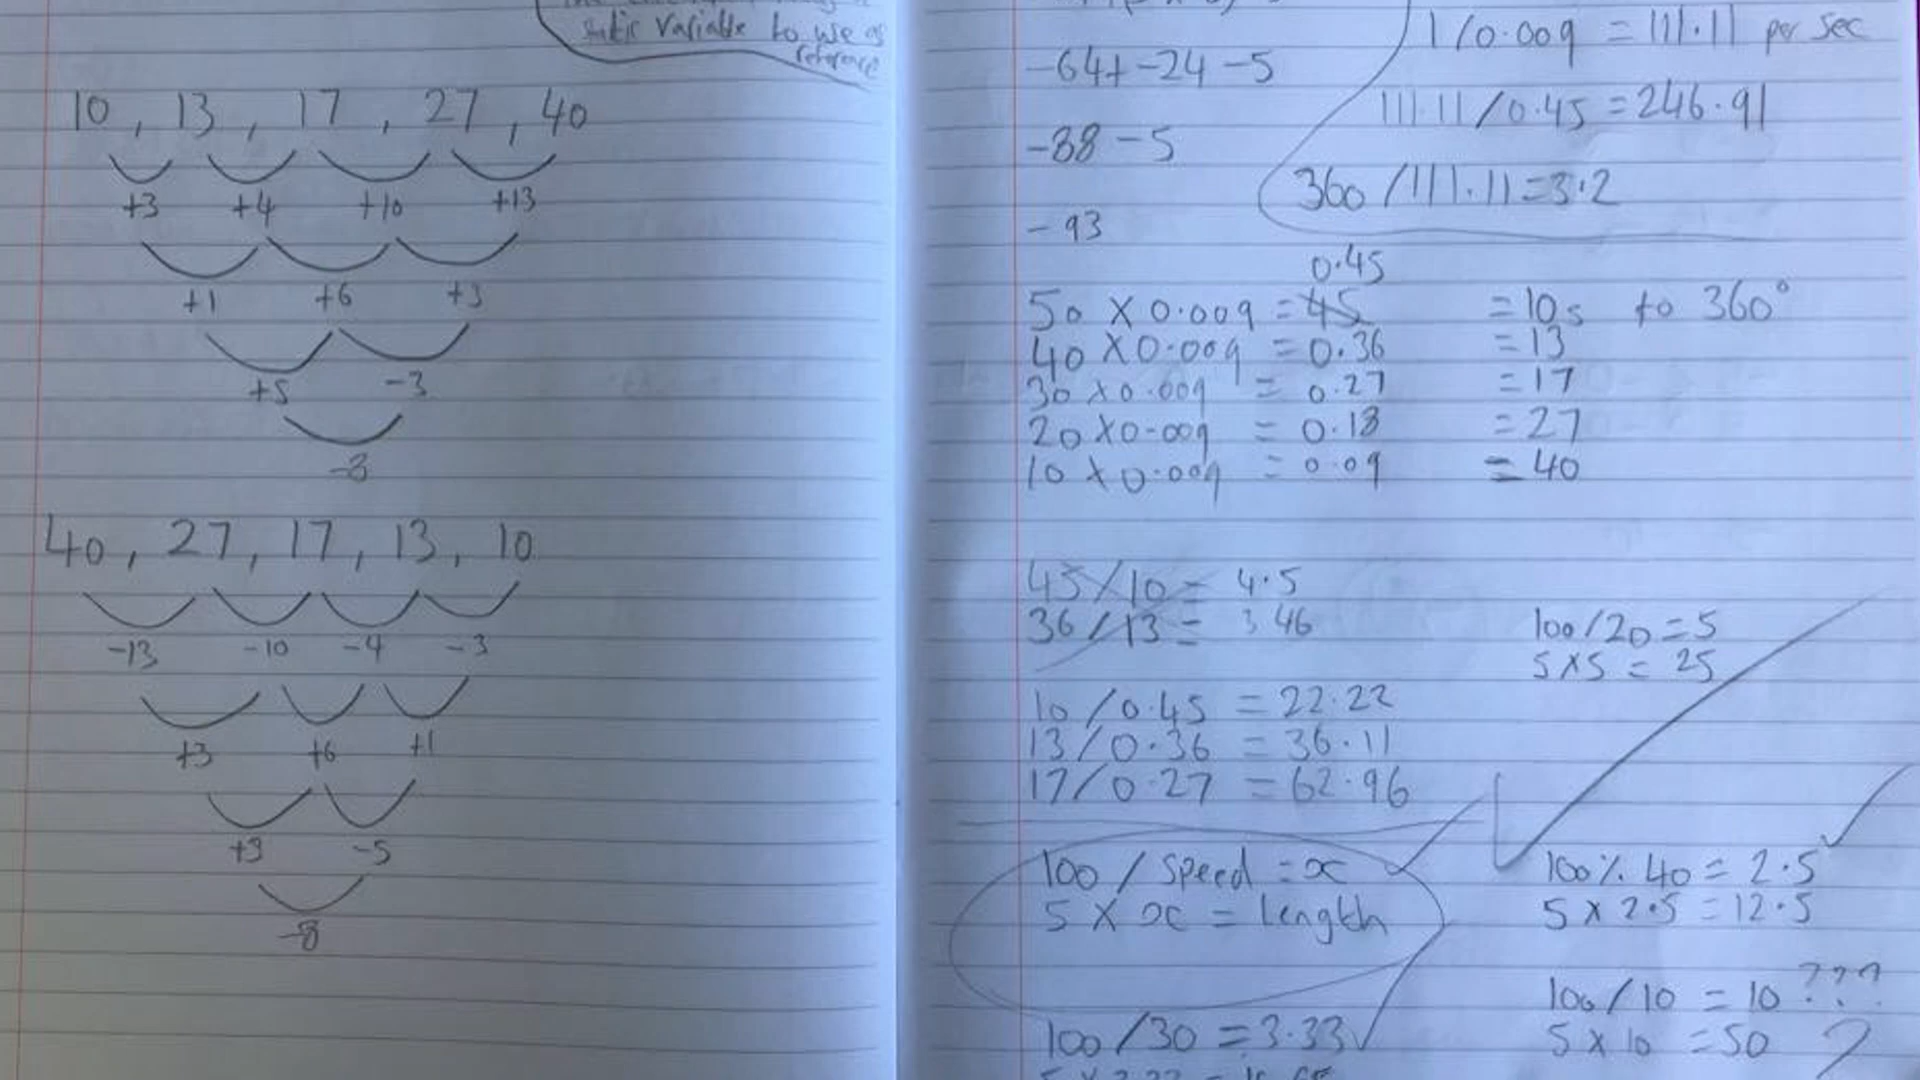 static variable to use as
reference
10, 13, 17, 27, 40
+3 +4 +10 +13
+1 +6 +3
+5 -3
-8
40, 27, 17, 13, 10
-13 -10 -4 -3
+3 +6 +1
+3 -5
-8
-64+-24-5
-88-5
-93
1/0.009 = 111.11 per sec
111.11/0.45 = 246.91
360/111.11=3.2
0.45
50 X 0.009 = 45 = 10s to 360°
40 X 0.009 = 0.36 = 13
30 X 0.009 = 0.27 = 17
20 X 0.009 = 0.18 = 27
10 X 0.009 = 0.09 = 40
45/10 = 4.5
36/13 = 3.46
10/0.45 = 22.22
13/0.36 = 36.11
17/0.27 = 62.96
100/20=5
5X5 = 25
100 / speed = x
5 X x = length
100/30 = 3.33
100% 40 = 2.5
5 X 2.5 = 12.5
100/10 = 10 ???
5 X 10 = 50 ?